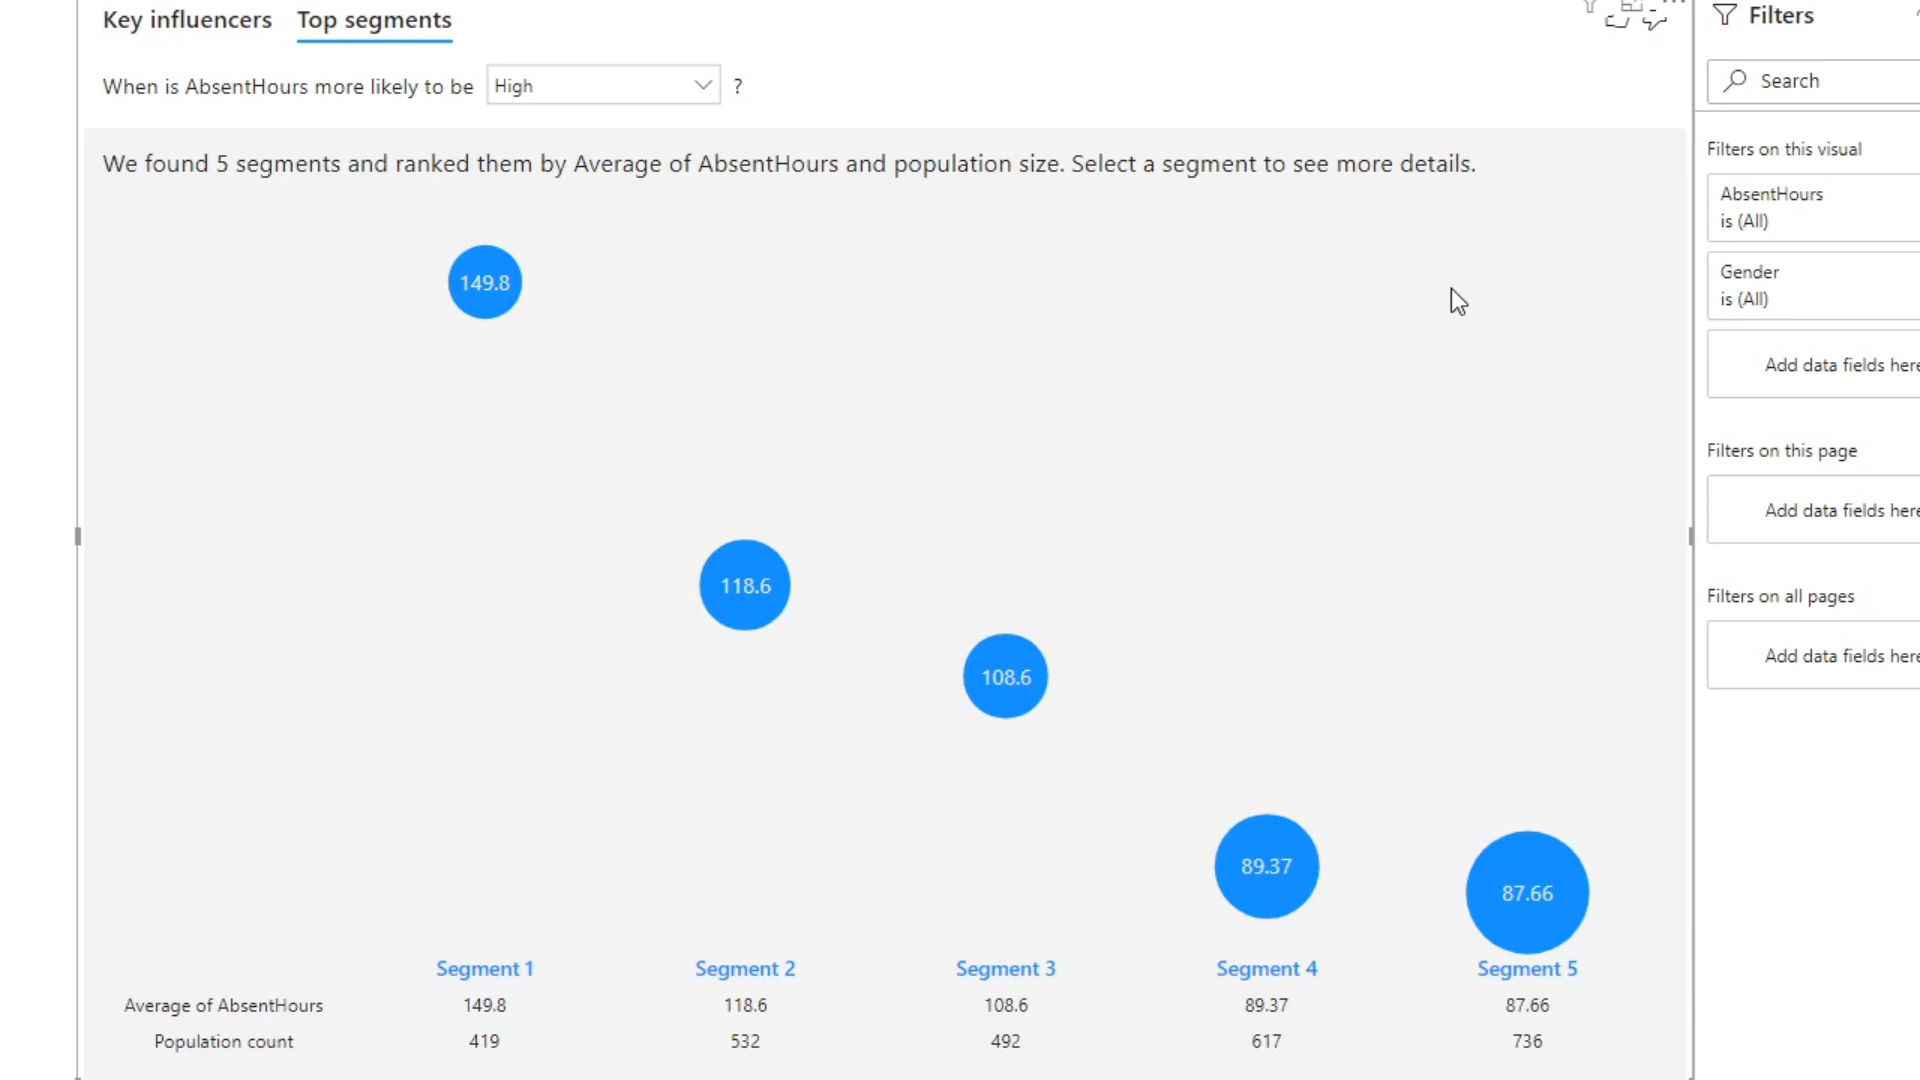 Key influencers Top segments
When is AbsentHours more likely to be High ?
We found 5 segments and ranked them by Average of AbsentHours and population size. Select a segment to see more details.
149.8
118.6
108.6
89.37
87.66
Segment 1 Segment 2 Segment 3 Segment 4 Segment 5
Average of AbsentHours 149.8 118.6 108.6 89.37 87.66
Population count 419 532 492 617 736
Filters
Search
Filters on this visual
AbsentHours
is (All)
Gender
is (All)
Add data fields here
Filters on this page
Add data fields here
Filters on all pages
Add data fields here